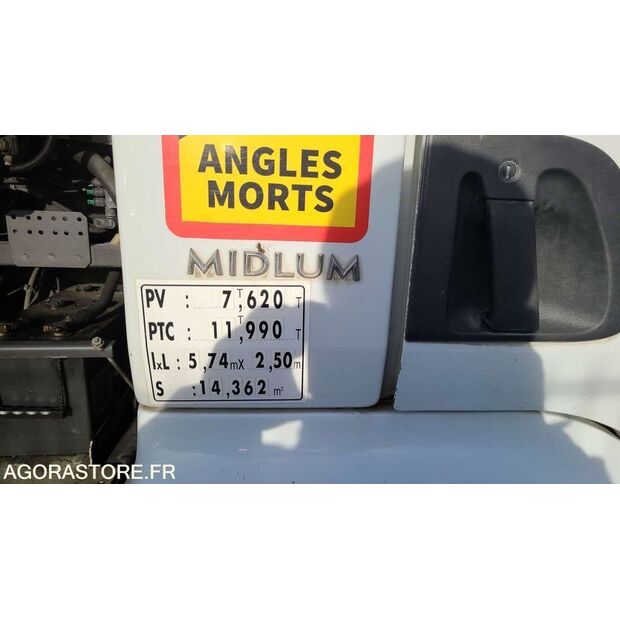 ANGLES
MORTS
MIDLUM
PV : 7 T,620 T
PTC : 11 T,990 T
lxL : 5,74 m X 2,50 m
S : 14,362 m²
AGORASTORE.FR